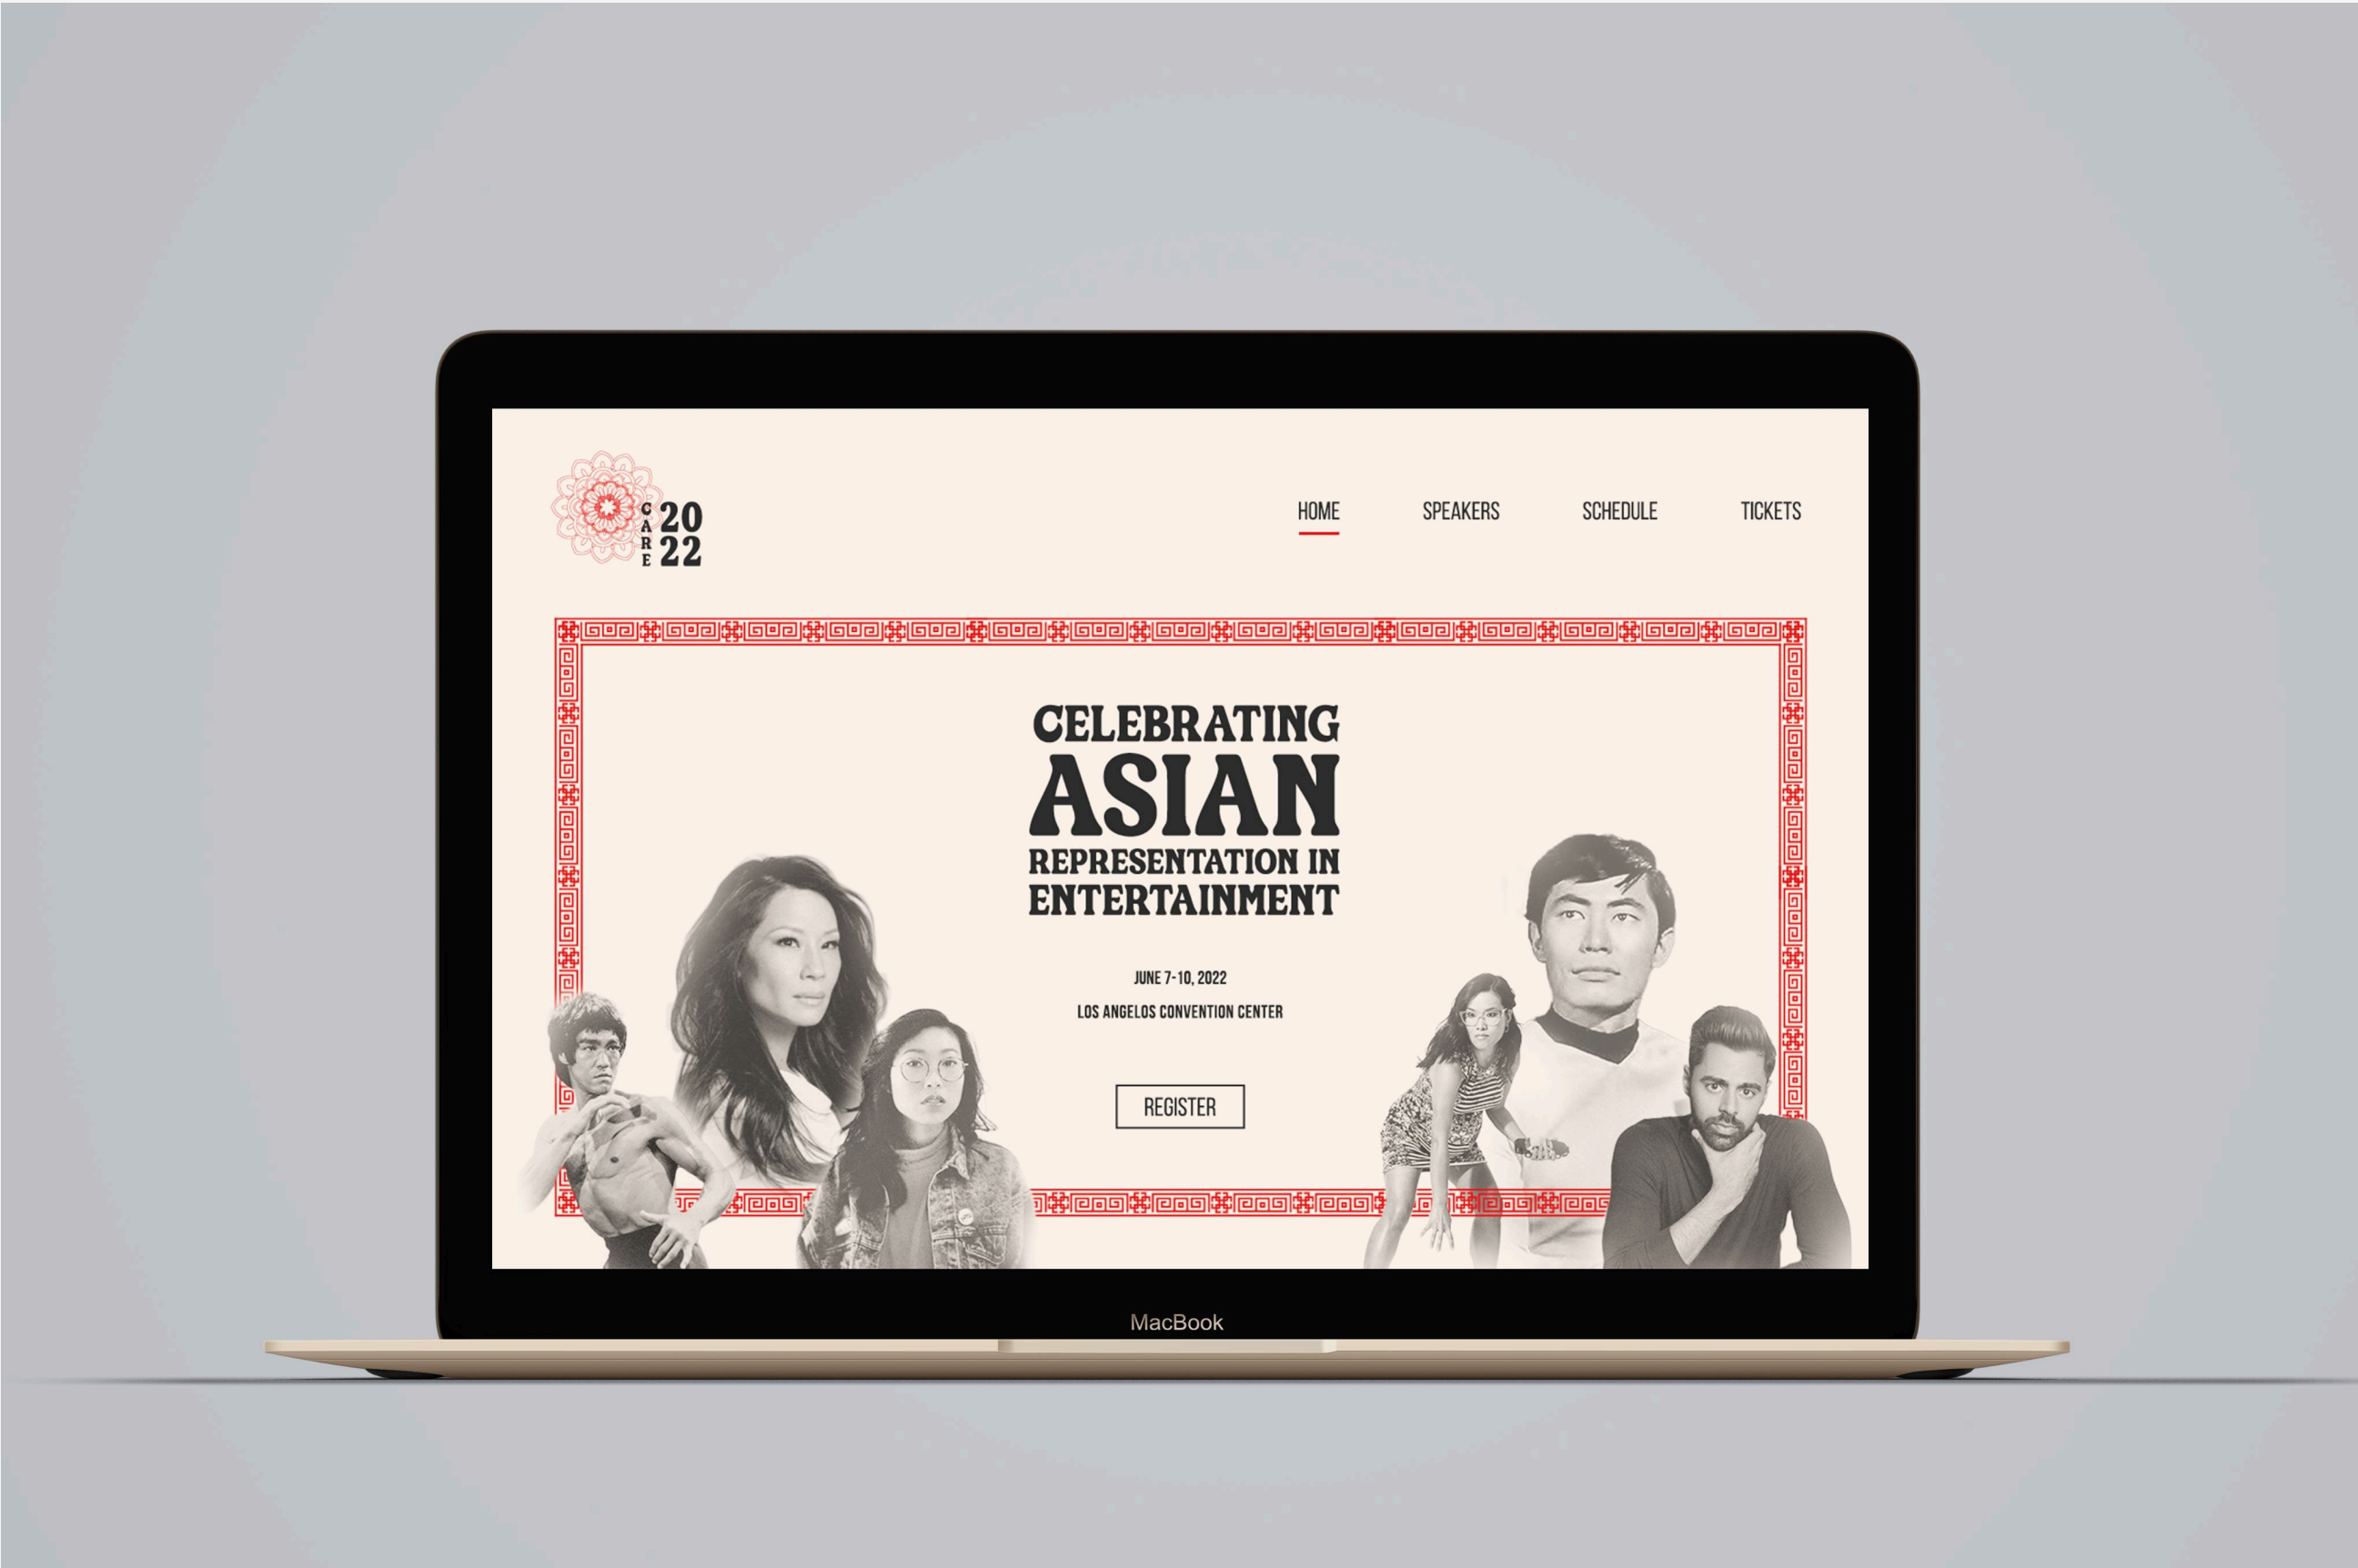 CARE
20
22
HOME SPEAKERS SCHEDULE TICKETS
CELEBRATING
ASIAN
REPRESENTATION IN
ENTERTAINMENT
JUNE 7-10, 2022
LOS ANGELOS CONVENTION CENTER
REGISTER
MacBook